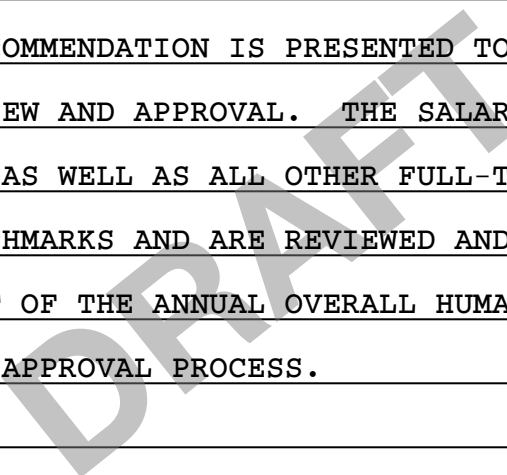 OMMENDATION IS PRESENTED TO
EW AND APPROVAL.  THE SALAR
AS WELL AS ALL OTHER FULL-T
HMARKS AND ARE REVIEWED AND
OF THE ANNUAL OVERALL HUMA
APPROVAL PROCESS.
DRAFT